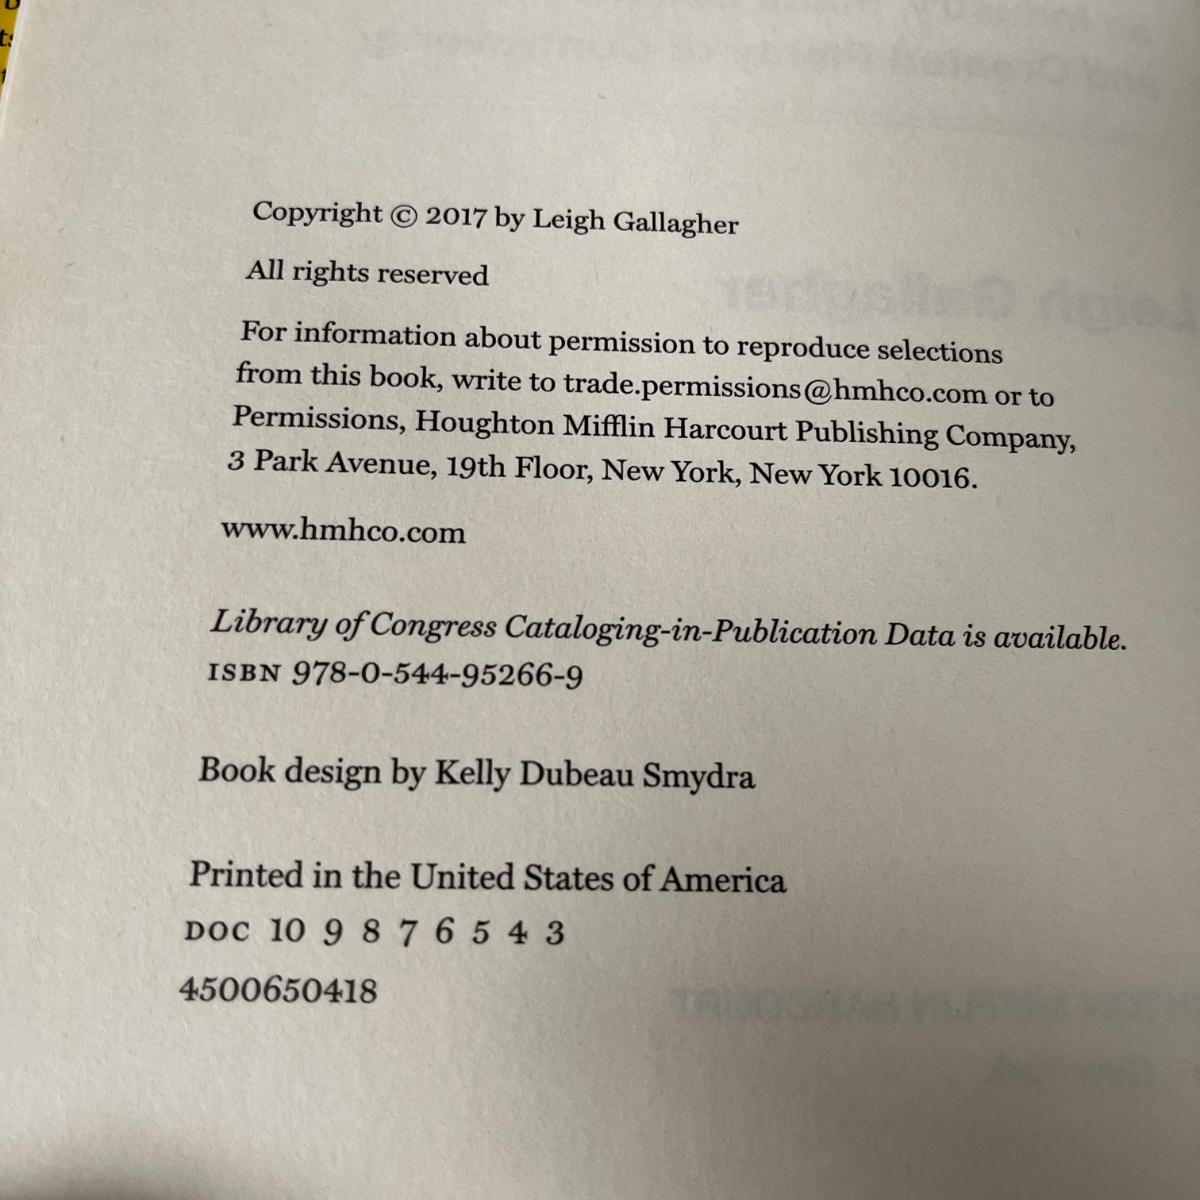 Copyright © 2017 by Leigh Gallagher
All rights reserved
For information about permission to reproduce selections
from this book, write to trade.permissions@hmhco.com or to
Permissions, Houghton Mifflin Harcourt Publishing Company,
3 Park Avenue, 19th Floor, New York, New York 10016.
www.hmhco.com
Library of Congress Cataloging-in-Publication Data is available.
ISBN 978-0-544-95266-9
Book design by Kelly Dubeau Smydra
Printed in the United States of America
DOC 10 9 8 7 6 5 4 3
4500650418